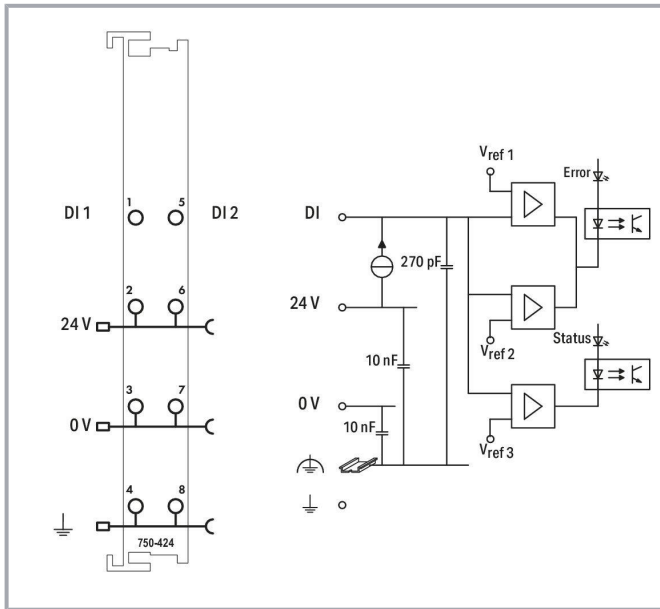 DI 1
1
5
DI 2
2
6
24 V
3
7
0 V
4
8
750-424
DI
24 V
0 V
270 pF
10 nF
10 nF
Vref 1
Error
Vref 2
Status
Vref 3